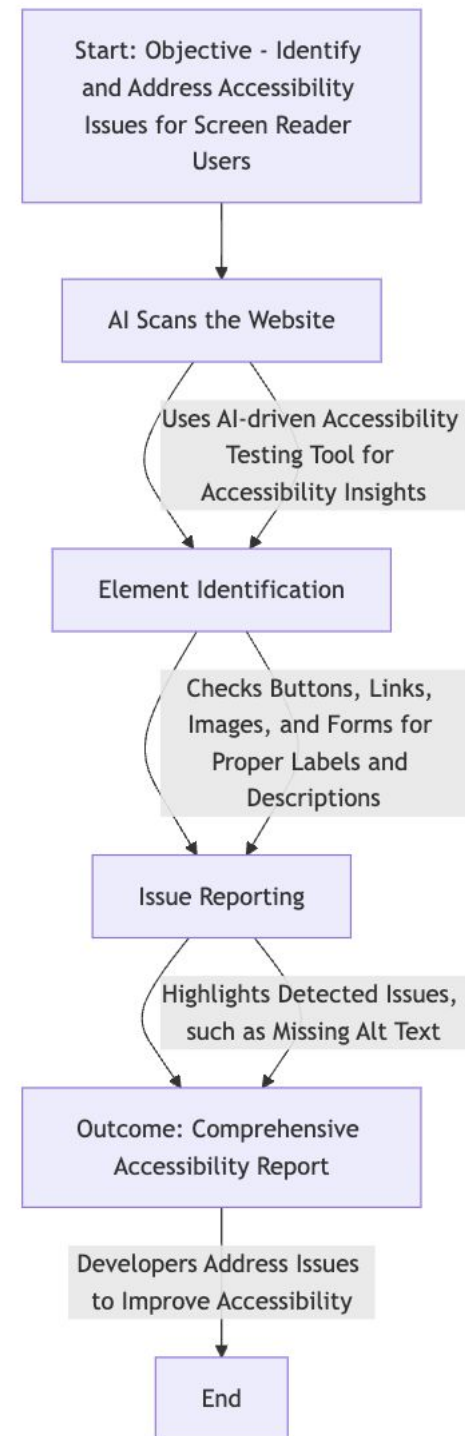 Start: Objective - Identify
and Address Accessibility
Issues for Screen Reader
Users
AI Scans the Website
Uses AI-driven Accessibility
Testing Tool for
Accessibility Insights
Element Identification
Checks Buttons, Links,
Images, and Forms for
Proper Labels and
Descriptions
Issue Reporting
Highlights Detected Issues,
such as Missing Alt Text
Outcome: Comprehensive
Accessibility Report
Developers Address Issues
to Improve Accessibility
End